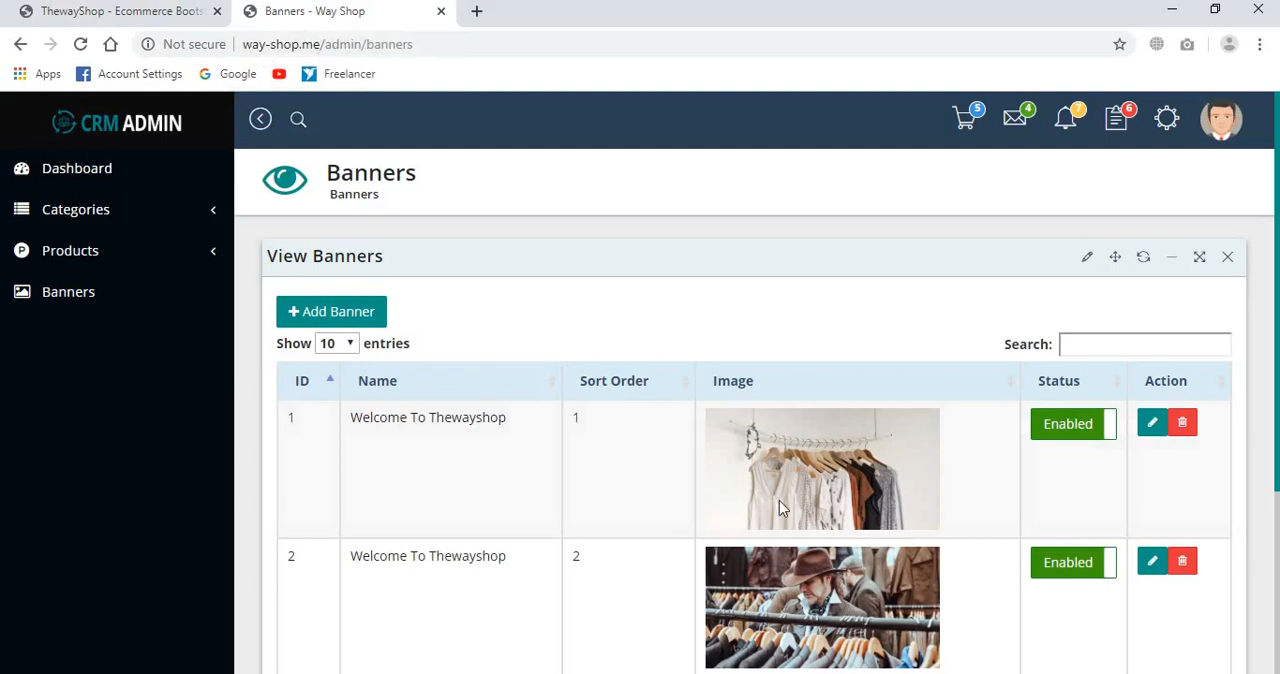 ThewayShop - Ecommerce Boots
Banners - Way Shop
Not secure
way-shop.me/admin/banners
Apps
Account Settings
Google
Freelancer
CRM ADMIN
5
4
7
6
Dashboard
Categories
Products
P
Banners
Banners
Banners
View Banners
+ Add Banner
Show 10 entries
Search:
ID Name Sort Order Image Status Action
1 Welcome To Thewayshop 1 Enabled
2 Welcome To Thewayshop 2 Enabled